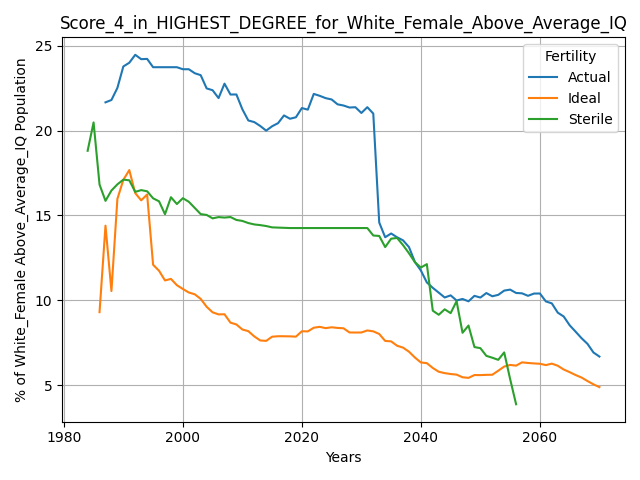 Score_4_in_HIGHEST_DEGREE_for_White_Female_Above_Average_IQ
% of White_Female Above_Average_IQ Population
25
20
15
10
5
Fertility
Actual
Ideal
Sterile
1980
2000
2020
2040
2060
Years